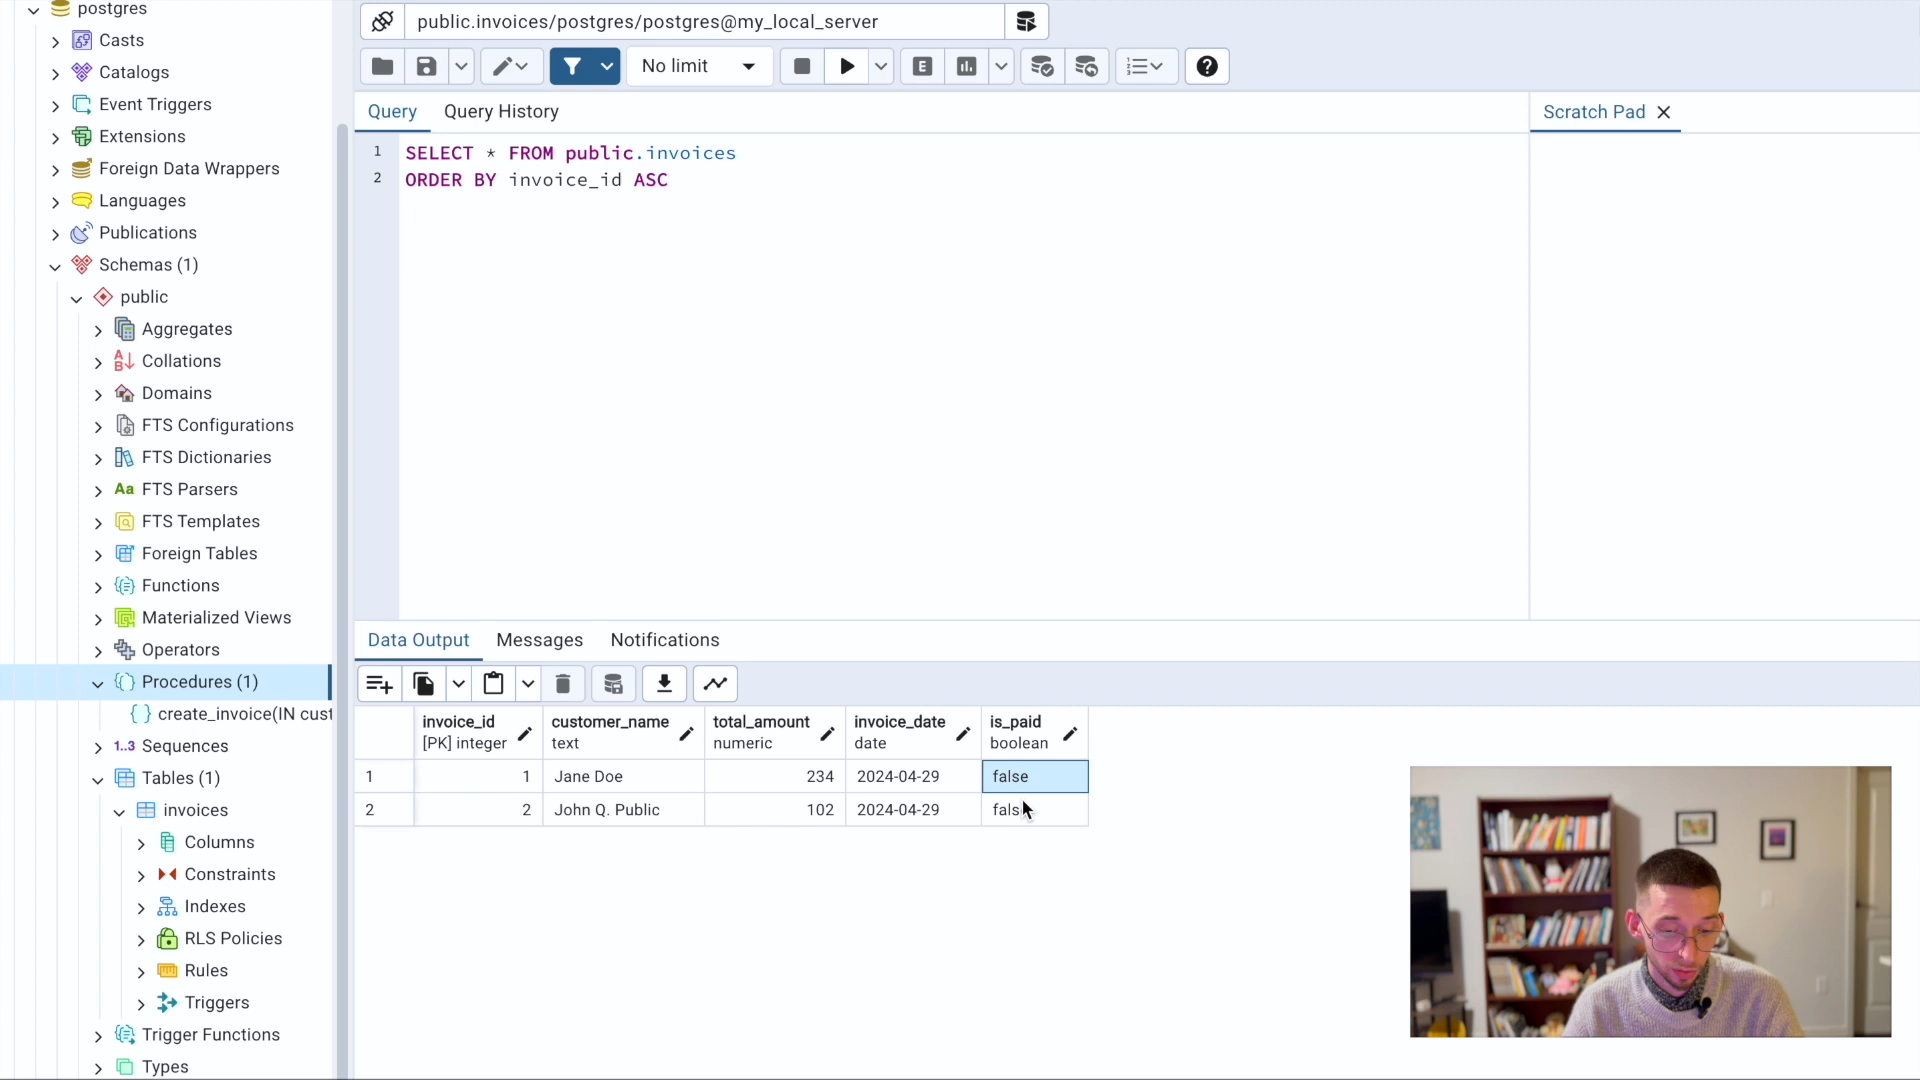 postgres
Casts
Catalogs
Event Triggers
Extensions
Foreign Data Wrappers
Languages
Publications
Schemas (1)
public
Aggregates
Collations
Domains
FTS Configurations
FTS Dictionaries
Aa FTS Parsers
FTS Templates
Foreign Tables
Functions
Materialized Views
Operators
Procedures (1)
create_invoice(IN cust
1..3 Sequences
Tables (1)
invoices
Columns
Constraints
Indexes
RLS Policies
Rules
Triggers
Trigger Functions
Types
public.invoices/postgres/postgres@my_local_server
No limit
E
Query Query History
Scratch Pad
1 SELECT * FROM public.invoices
2 ORDER BY invoice_id ASC
Data Output Messages Notifications
invoice_id customer_name total_amount invoice_date is_paid
[PK] integer text numeric date boolean
1 1 Jane Doe 234 2024-04-29 false
2 2 John Q. Public 102 2024-04-29 fals